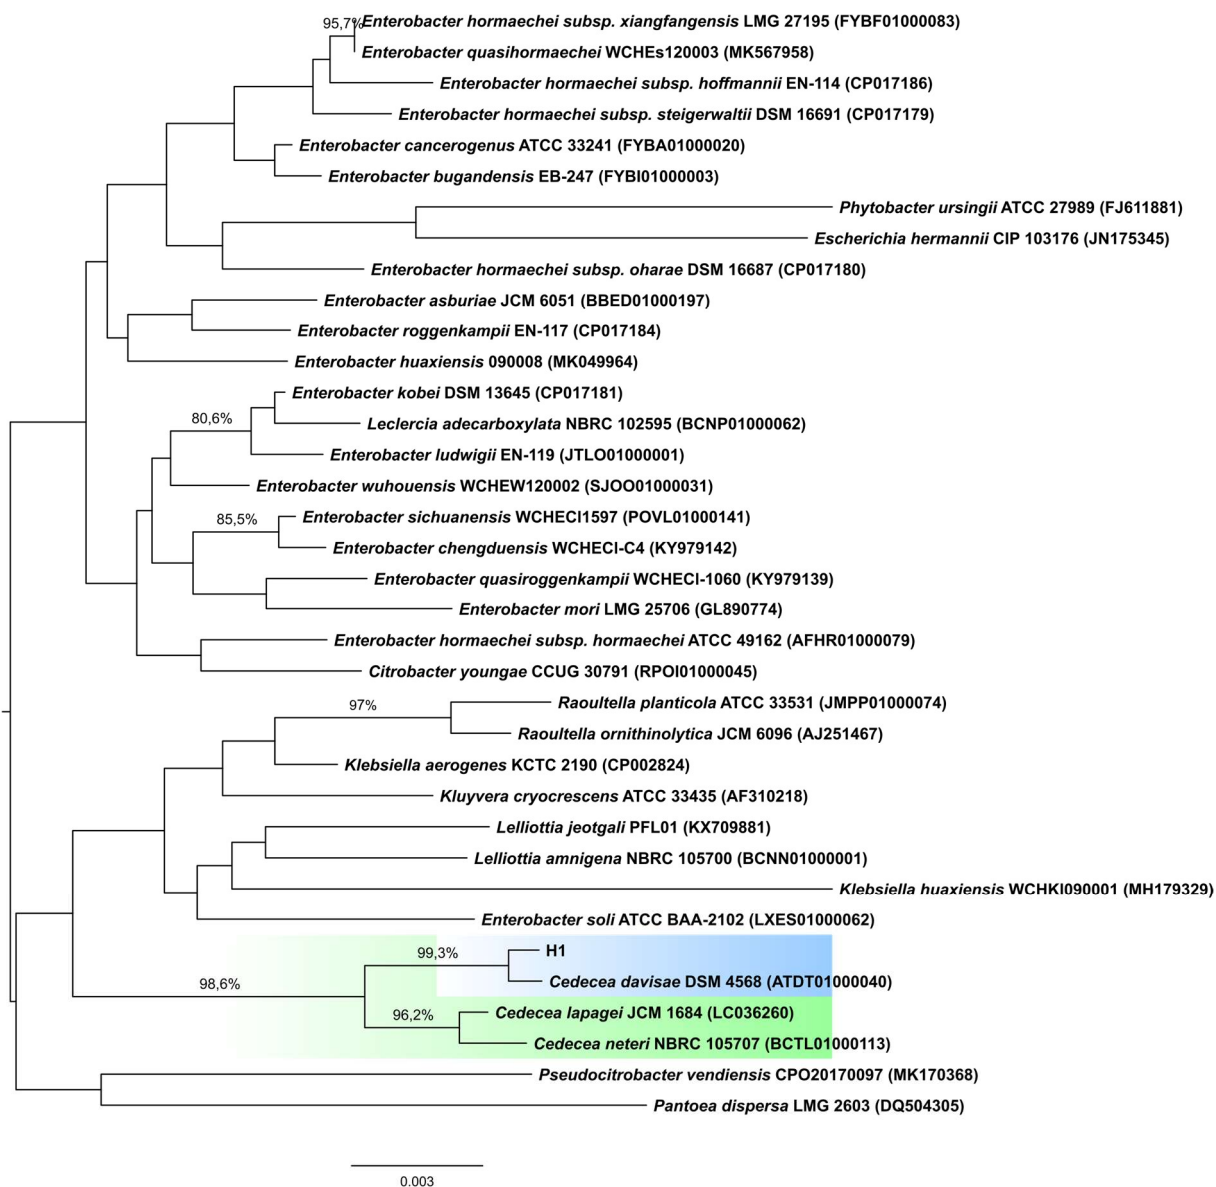 95,7%
Enterobacter hormaechei subsp. xiangfangensis LMG 27195 (FYBF01000083)
Enterobacter quasihormaechei WCHEs120003 (MK567958)
Enterobacter hormaechei subsp. hoffmannii EN-114 (CP017186)
Enterobacter hormaechei subsp. steigerwaltii DSM 16691 (CP017179)
Enterobacter cancerogenus ATCC 33241 (FYBA01000020)
Enterobacter bugandensis EB-247 (FYBI01000003)
Phytobacter ursingii ATCC 27989 (FJ611881)
Escherichia hermannii CIP 103176 (JN175345)
Enterobacter hormaechei subsp. oharae DSM 16687 (CP017180)
Enterobacter asburiae JCM 6051 (BBED01000197)
Enterobacter roggenkampii EN-117 (CP017184)
Enterobacter huaxiensis 090008 (MK049964)
Enterobacter kobei DSM 13645 (CP017181)
80,6%
Leclercia adecarboxylata NBRC 102595 (BCNP01000062)
Enterobacter ludwigii EN-119 (JTLO01000001)
Enterobacter wuhouensis WCHEW120002 (SJOO01000031)
85,5%
Enterobacter sichuanensis WCHECl1597 (POVL01000141)
Enterobacter chengduensis WCHECl-C4 (KY979142)
Enterobacter quasiroggenkampii WCHECl-1060 (KY979139)
Enterobacter mori LMG 25706 (GL890774)
Enterobacter hormaechei subsp. hormaechei ATCC 49162 (AFHR01000079)
Citrobacter youngae CCUG 30791 (RPOI01000045)
97%
Raoultella planticola ATCC 33531 (JMPP01000074)
Raoultella ornithinolytica JCM 6096 (AJ251467)
Klebsiella aerogenes KCTC 2190 (CP002824)
Kluyvera cryocrescens ATCC 33435 (AF310218)
Lelliottia jeotgali PFL01 (KX709881)
Lelliottia amnigena NBRC 105700 (BCNN01000001)
Klebsiella huaxiensis WCHKl090001 (MH179329)
Enterobacter soli ATCC BAA-2102 (LXES01000062)
99,3%
H1
98,6%
Cedecea davisae DSM 4568 (ATDT01000040)
96,2%
Cedecea lapagei JCM 1684 (LC036260)
Cedecea neteri NBRC 105707 (BCTL01000113)
Pseudocitrobacter vendiensis CPO20170097 (MK170368)
Pantoea dispersa LMG 2603 (DQ504305)
0.003